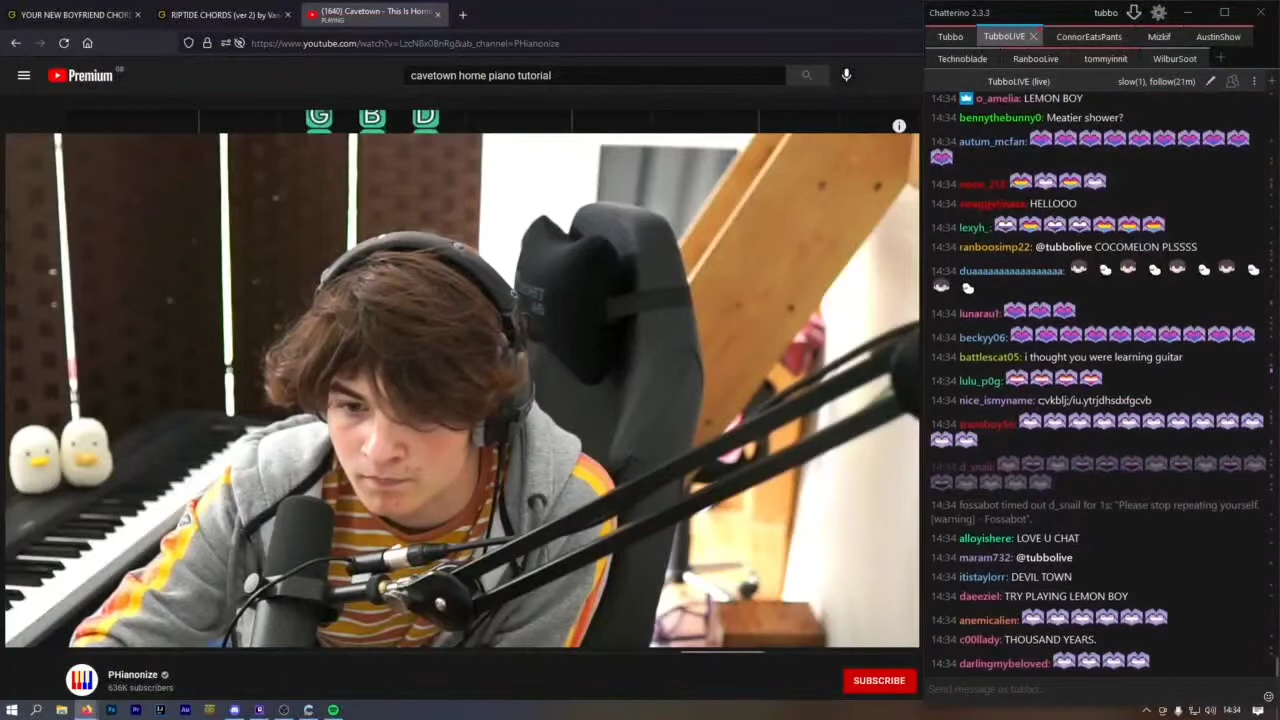 YOUR NEW BOYFRIEND CHOR
RIPTIDE CHORDS (ver 2) by Van
(1640) Cavetown - This Is Hom
PLAYING
Chatterino 2.3.3
tubbo
Tubbo
TubboLIVE
ConnorEatsPants
Mizkif
AustinShow
https://www.youtube.com/watch?v=LzcNBx0BnRg&ab_channel=PHianonize
Technoblade
RanbooLive
tommyinnit
WilburSoot
Premium
GB
cavetown home piano tutorial
TubboLIVE (live)
slow(1), follow(21m)
G B D
14:34 o_amelia: LEMON BOY
14:34 bennythebunny0: Meatier shower?
14:34 autum_mcfan:
14:34
14:34 HELLOOO
14:34 lexyh_:
14:34 ranboosimp22: @tubbolive COCOMELON PLSSSS
14:34 duaaaaaaaaaaaaaaaaa:
14:34 lunarau1:
14:34 beckyy06:
14:34 battlescat05: i thought you were learning guitar
14:34 lulu_p0g:
14:34 nice_ismyname: c;vkblj;/iu.ytrjdhsdxfgcvb
14:34
14:34 d_snail:
14:34 fossabot timed out d_snail for 1s: "Please stop repeating yourself.
[warning] - Fossabot".
14:34 alloyishere: LOVE U CHAT
14:34 maram732: @tubbolive
14:34 itistaylorr: DEVIL TOWN
14:34 daeeziel: TRY PLAYING LEMON BOY
14:34 anemicalien:
14:34 c00llady: THOUSAND YEARS.
14:34 darlingmybeloved:
Send message as tubbo...
PHianonize
636K subscribers
SUBSCRIBE
14:34